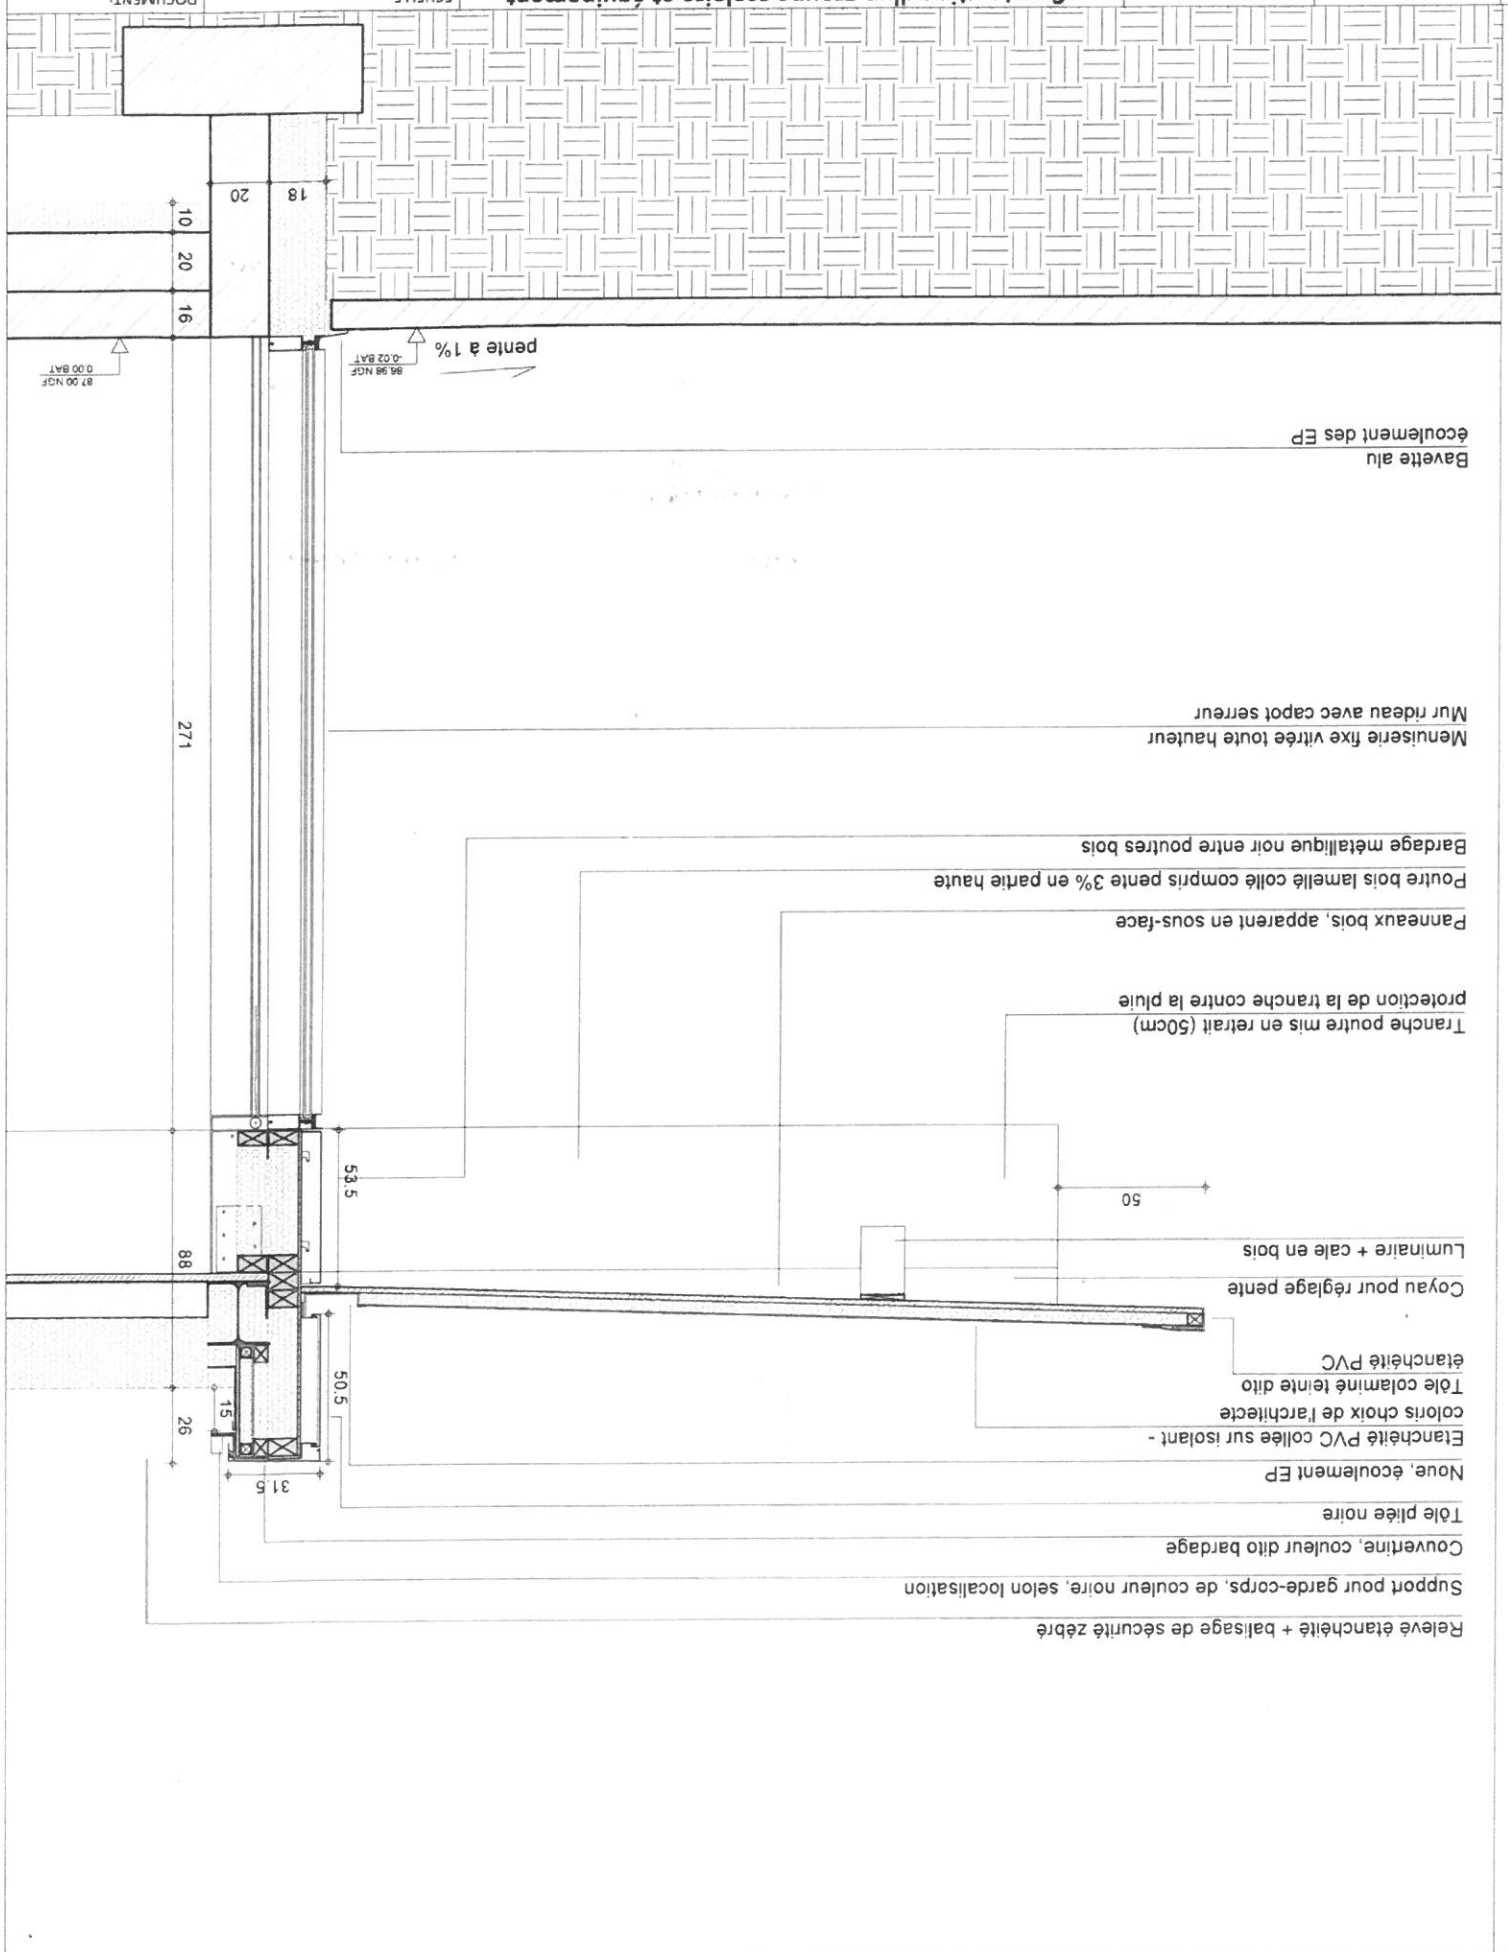 Relevé étanchéité + balisage de sécurité zébré
Support pour garde-corps, de couleur noire, selon localisation
Couvertine, couleur dito bardage
Tôle pliée noire
31.5
Noue, écoulement EP
26
15
Etanchéité PVC collée sur isolant -
coloris choix de l'architecte
50.5
Tôle colaminé teinte dito
étanchéité PVC
Coyau pour réglage pente
Luminaire + cale en bois
88
50
53.5
Tranche poutre mis en retrait (50cm)
protection de la tranche contre la pluie
Panneaux bois, apparent en sous-face
Poutre bois lamellé collé compris pente 3% en partie haute
Bardage métallique noir entre poutres bois
Menuiserie fixe vitrée toute hauteur
Mur rideau avec capot serreur
271
Bavette alu
écoulement des EP
87.00 NGF
0.00 BAT
86.98 NGF
-0.02 BAT
pente à 1%
16
20
10
18
20
groupe scolaire et équipement
DOCUMENT: